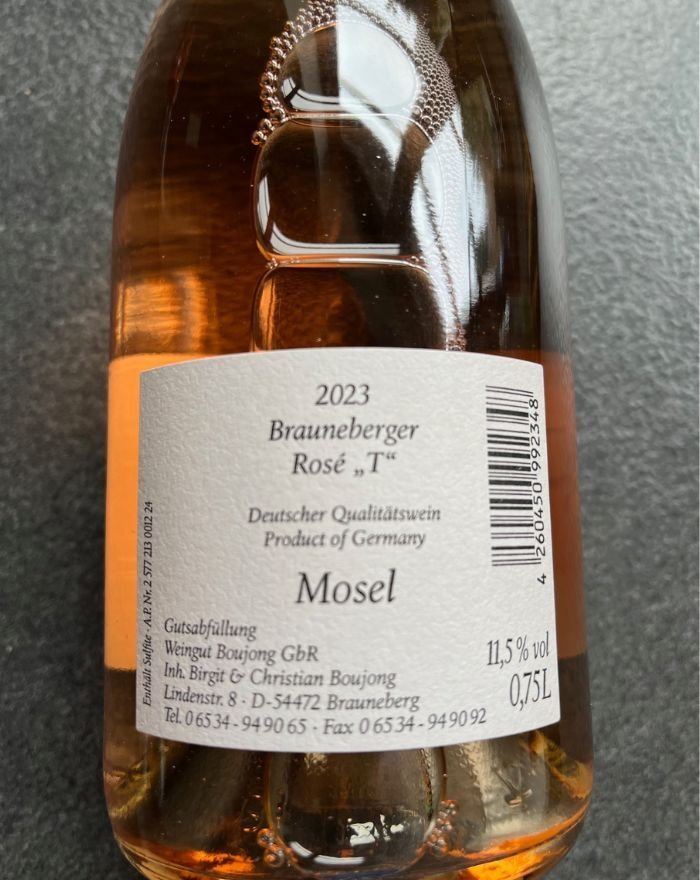 2023
Brauneberger
Rosé „T“
Deutscher Qualitätswein
Product of Germany
Mosel
Gutsabfüllung
Weingut Boujong GbR
Inh. Birgit & Christian Boujong
Lindenstr. 8 · D-54472 Brauneberg
Tel. 0 65 34 - 94 90 65 · Fax 0 65 34 - 94 90 92
11,5 % vol
0,75L
Enthält Sulfite · A.P. Nr. 2 577 213 0012 24
4 260450 992348